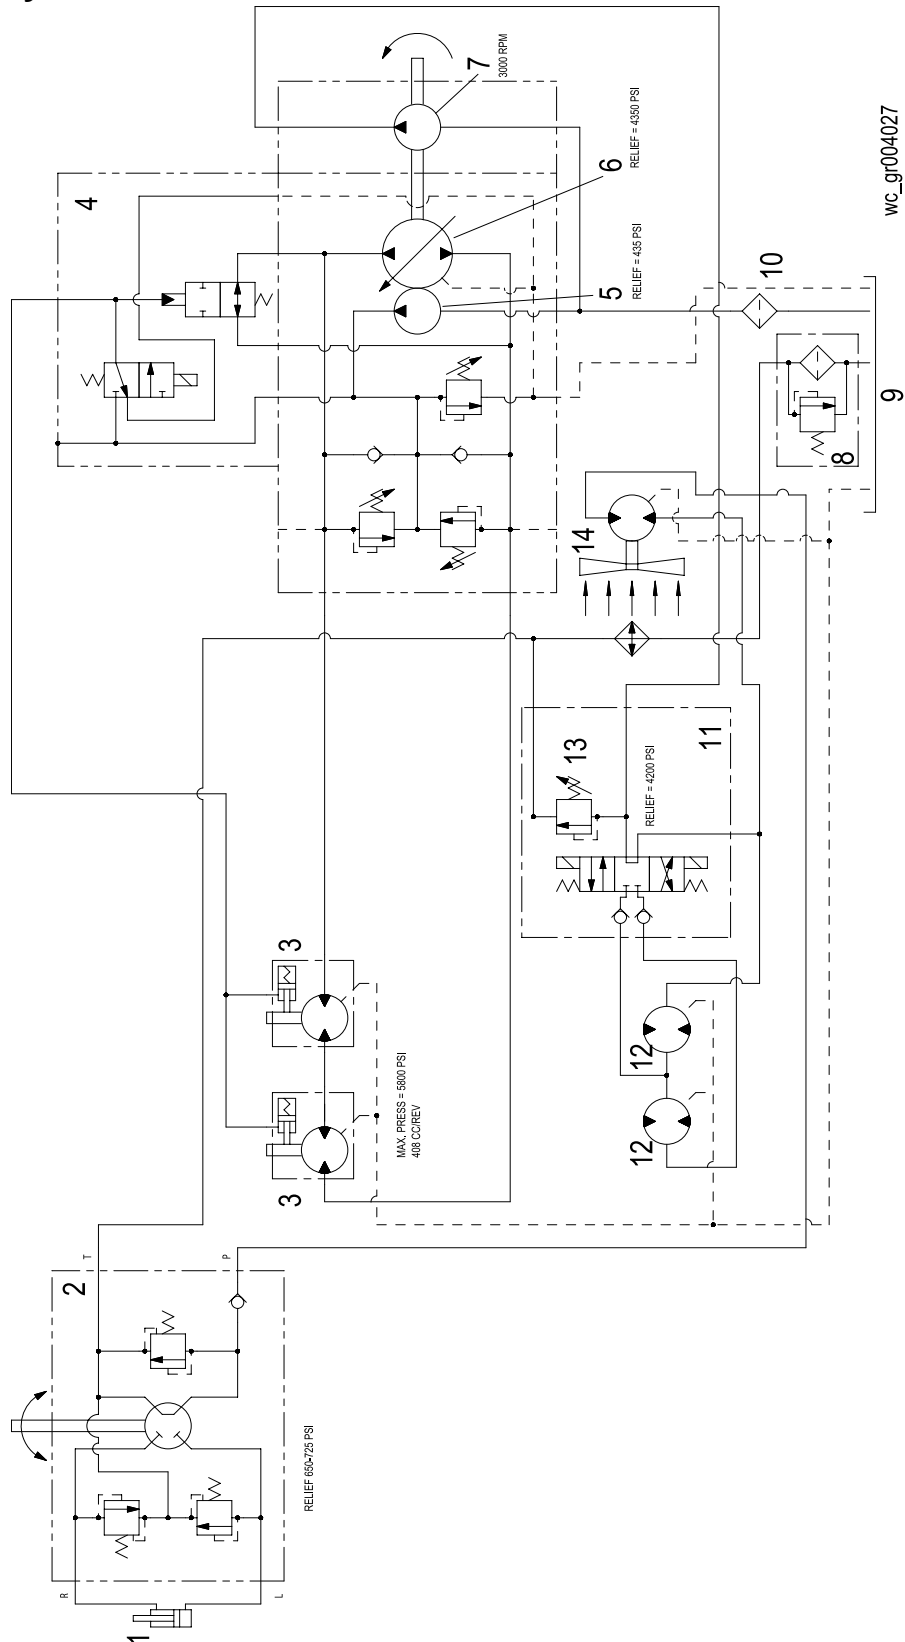 4
7
3000 RPM
6
RELIEF = 4350 PSI
5
RELIEF = 435 PSI
10
9
8
14
13
11
RELIEF = 4200 PSI
3
3
MAX. PRESS = 5800 PSI
408 CC/REV
12
12
2
T
P
RELIEF 650-725 PSI
R
L
1
wc_gr004027